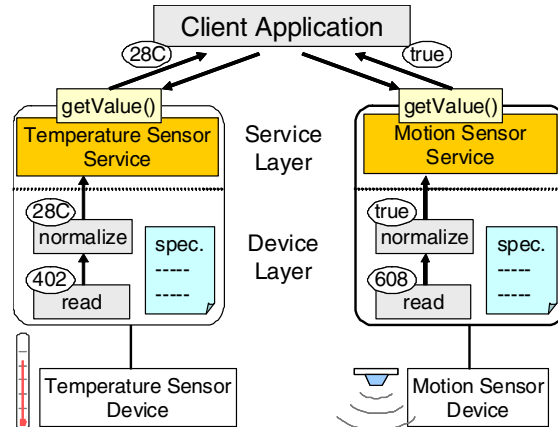 Client Application
28C
true
getValue()
getValue()
Temperature Sensor
Service
Service
Layer
Motion Sensor
Service
28C
normalize
spec.
-----
-----
402
read
Device
Layer
true
normalize
spec.
-----
-----
608
read
Temperature Sensor
Device
Motion Sensor
Device